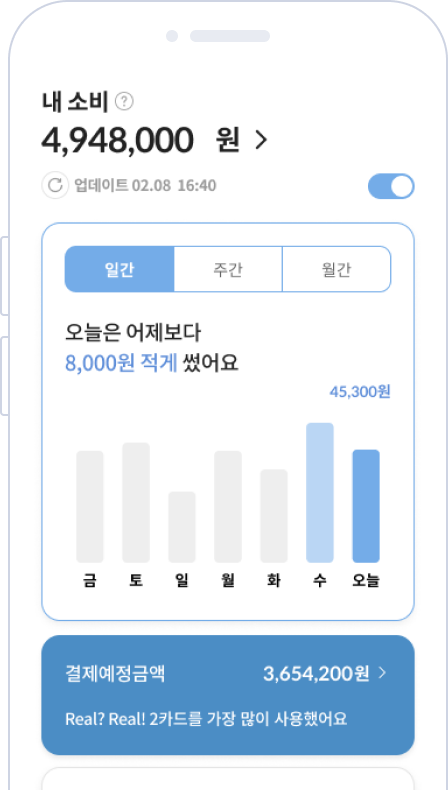 내 소비 ?
4,948,000 원 >
업데이트 02.08 16:40
일간 주간 월간
오늘은 어제보다
8,000원 적게 썼어요
45,300원
금 토 일 월 화 수 오늘
결제예정금액 3,654,200원 >
Real? Real! 2카드를 가장 많이 사용했어요